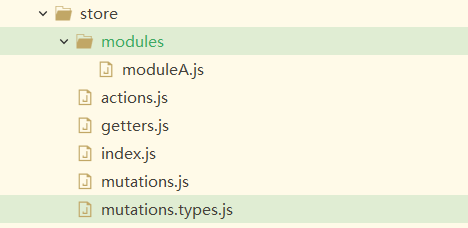 store
modules
moduleA.js
actions.js
getters.js
index.js
mutations.js
mutations.types.js